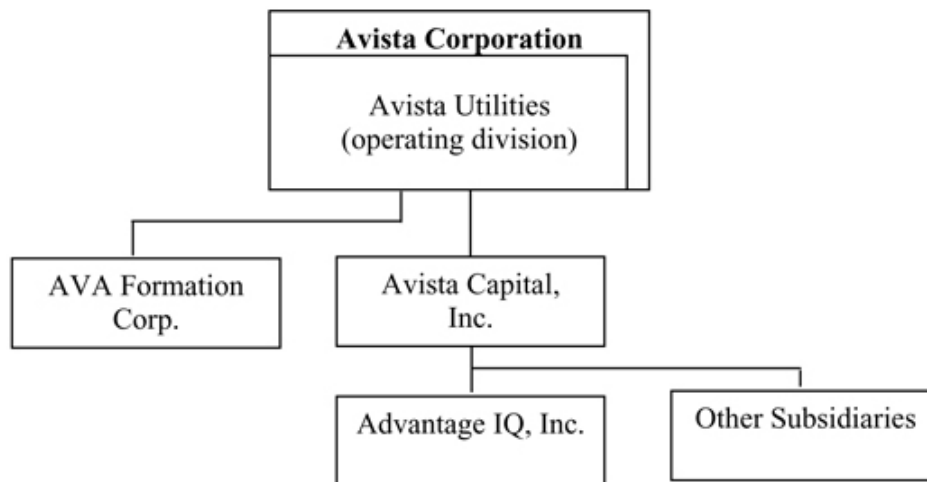 Avista Corporation
Avista Utilities
(operating division)
AVA Formation
Corp.
Avista Capital,
Inc.
Advantage IQ, Inc.
Other Subsidiaries